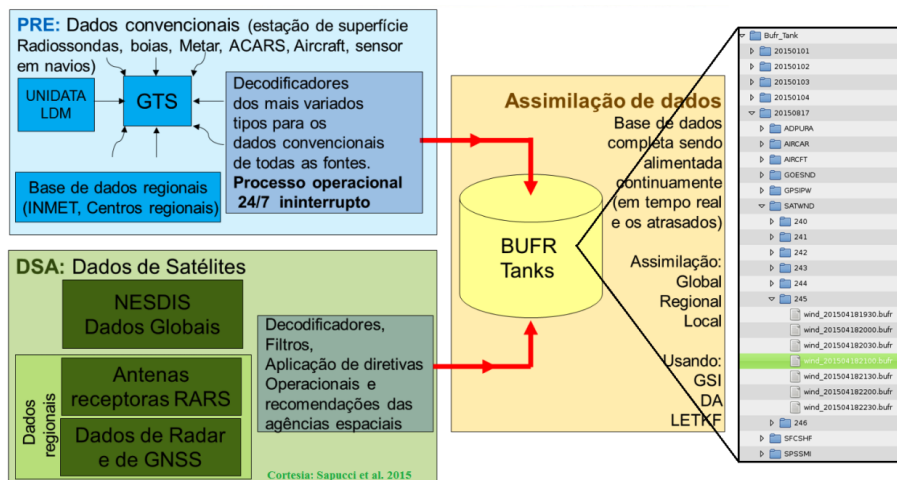 PRE: Dados convencionais (estação de superfície
Radiossondas, boias, Metar, ACARS, Aircraft, sensor
em navios)
UNIDATA
LDM
GTS
Base de dados regionais
(INMET, Centros regionais)
Decodificadores
dos mais variados
tipos para os
dados convencionais
de todas as fontes.
Processo operacional
24/7 ininterrupto
DSA: Dados de Satélites
NESDIS
Dados Globais
Dados
regionais
Antenas
receptoras RARS
Dados de Radar
e de GNSS
Decodificadores,
Filtros,
Aplicação de diretivas
Operacionais e
recomendações das
agências espaciais
Cortesia: Sapucci et al. 2015
Assimilação de dados
Base de dados
completa sendo
alimentada
continuamente
(em tempo real
e os atrasados)
BUFR
Tanks
Assimilação:
Global
Regional
Local
Usando:
GSI
DA
LETKF
Bufr_Tank
20150101
20150102
20150103
20150104
20150817
ADPURA
AIRCAR
AIRCFT
GOESND
GPSIPW
SATWND
240
241
242
243
244
245
wind_201504181930.bufr
wind_201504182000.bufr
wind_201504182030.bufr
wind_201504182100.bufr
wind_201504182130.bufr
wind_201504182200.bufr
wind_201504182230.bufr
246
SFCSHF
SPSSMI